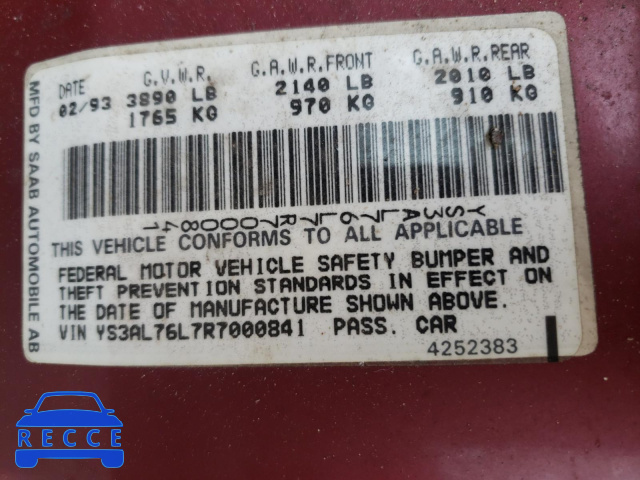 MFD BY SAAB AUTOMOBILE AB
DATE G.V.W.R. G.A.W.R.FRONT G.A.W.R.REAR
02/93 3890 LB 2140 LB 2010 LB
1765 KG 970 KG 910 KG
YS3AL76L7R7000841
THIS VEHICLE CONFORMS TO ALL APPLICABLE
FEDERAL MOTOR VEHICLE SAFETY BUMPER AND
THEFT PREVENTION STANDARDS IN EFFECT ON
THE DATE OF MANUFACTURE SHOWN ABOVE.
VIN YS3AL76L7R7000841 PASS. CAR
4252383
RECCE